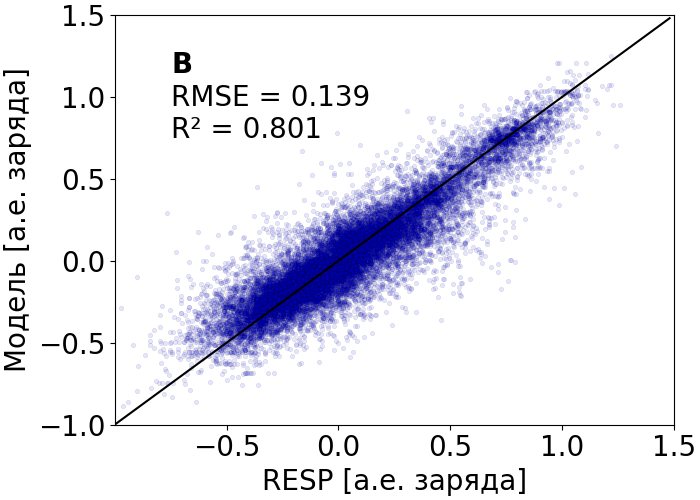 B
RMSE = 0.139
R² = 0.801
1.5
1.0
0.5
0.0
−0.5
−1.0
Модель [а.е. заряда]
−0.5 0.0 0.5 1.0 1.5
RESP [а.е. заряда]